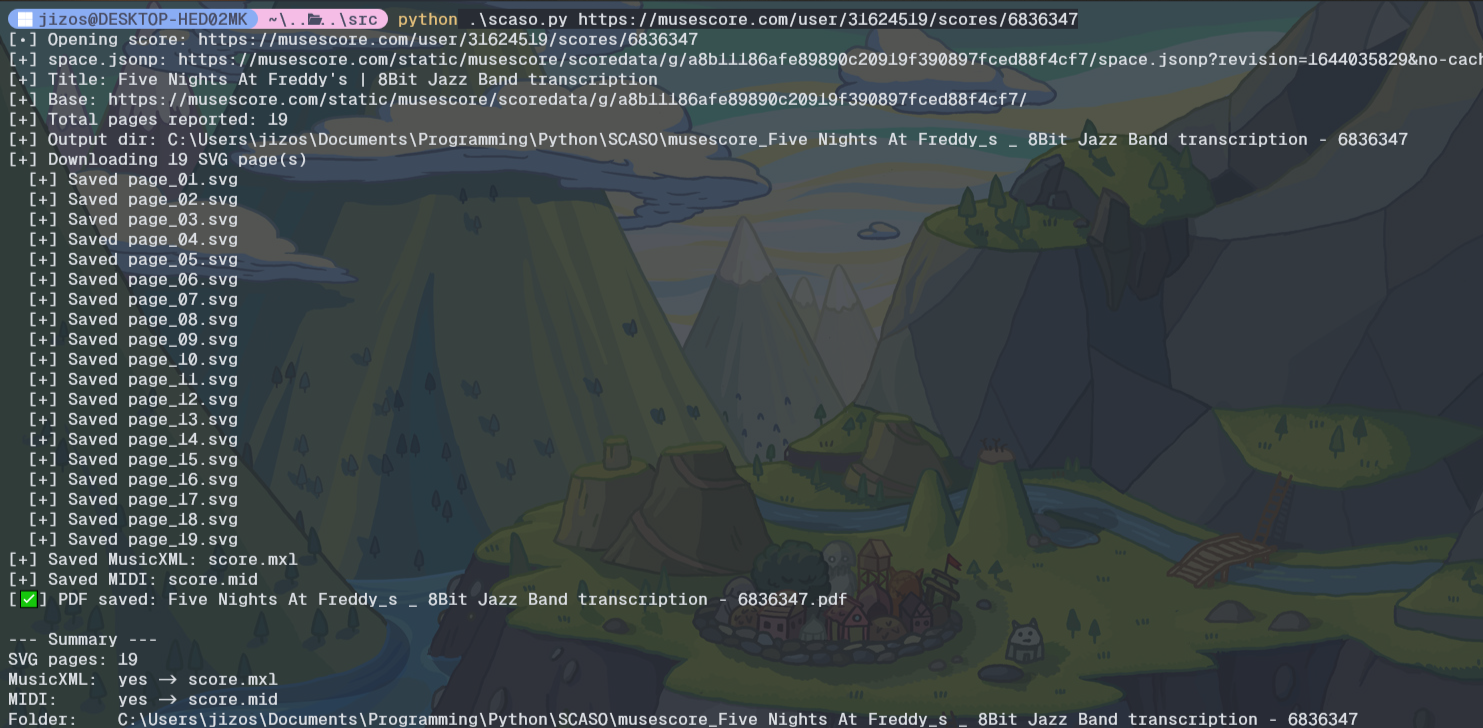 jizos@DESKTOP-HED02MK ~\..\..\src python .\scaso.py https://musescore.com/user/31624519/scores/6836347
[·] Opening score: https://musescore.com/user/31624519/scores/6836347
[+] space.jsonp: https://musescore.com/static/musescore/scoredata/g/a8b11186afe89890c20919f390897fced88f4cf7/space.jsonp?revision=1644035829&no-cach
[+] Title: Five Nights At Freddy's | 8Bit Jazz Band transcription
[+] Base: https://musescore.com/static/musescore/scoredata/g/a8b11186afe89890c20919f390897fced88f4cf7/
[+] Total pages reported: 19
[+] Output dir: C:\Users\jizos\Documents\Programming\Python\SCASO\musescore_Five Nights At Freddy_s _ 8Bit Jazz Band transcription - 6836347
[+] Downloading 19 SVG page(s)
[+] Saved page_01.svg
[+] Saved page_02.svg
[+] Saved page_03.svg
[+] Saved page_04.svg
[+] Saved page_05.svg
[+] Saved page_06.svg
[+] Saved page_07.svg
[+] Saved page_08.svg
[+] Saved page_09.svg
[+] Saved page_10.svg
[+] Saved page_11.svg
[+] Saved page_12.svg
[+] Saved page_13.svg
[+] Saved page_14.svg
[+] Saved page_15.svg
[+] Saved page_16.svg
[+] Saved page_17.svg
[+] Saved page_18.svg
[+] Saved page_19.svg
[+] Saved MusicXML: score.mxl
[+] Saved MIDI: score.mid
[✅] PDF saved: Five Nights At Freddy_s _ 8Bit Jazz Band transcription - 6836347.pdf
--- Summary ---
SVG pages: 19
MusicXML: yes → score.mxl
MIDI: yes → score.mid
Folder: C:\Users\jizos\Documents\Programming\Python\SCASO\musescore_Five Nights At Freddy_s _ 8Bit Jazz Band transcription - 6836347